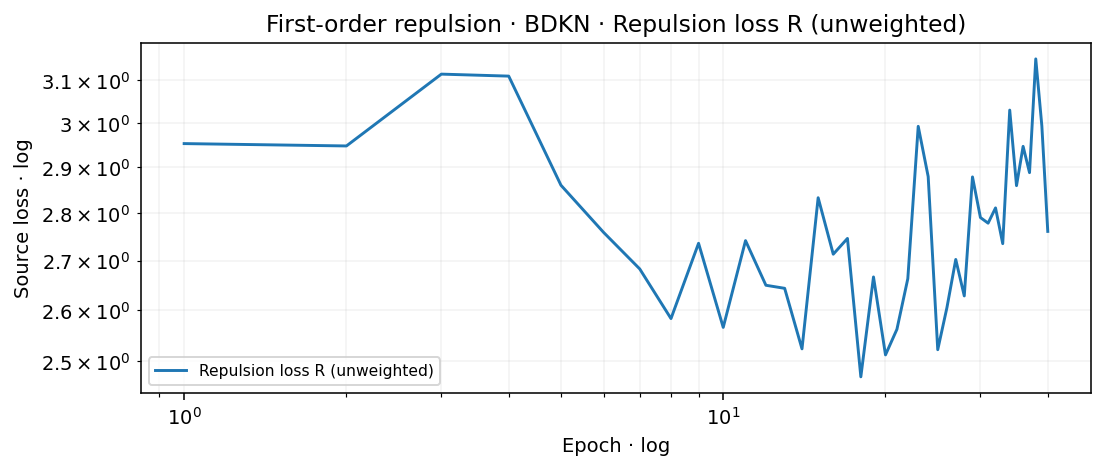 First-order repulsion · BDKN · Repulsion loss R (unweighted)
Source loss · log
3.1 × 10⁰
3 × 10⁰
2.9 × 10⁰
2.8 × 10⁰
2.7 × 10⁰
2.6 × 10⁰
2.5 × 10⁰
Repulsion loss R (unweighted)
10⁰ 10¹
Epoch · log